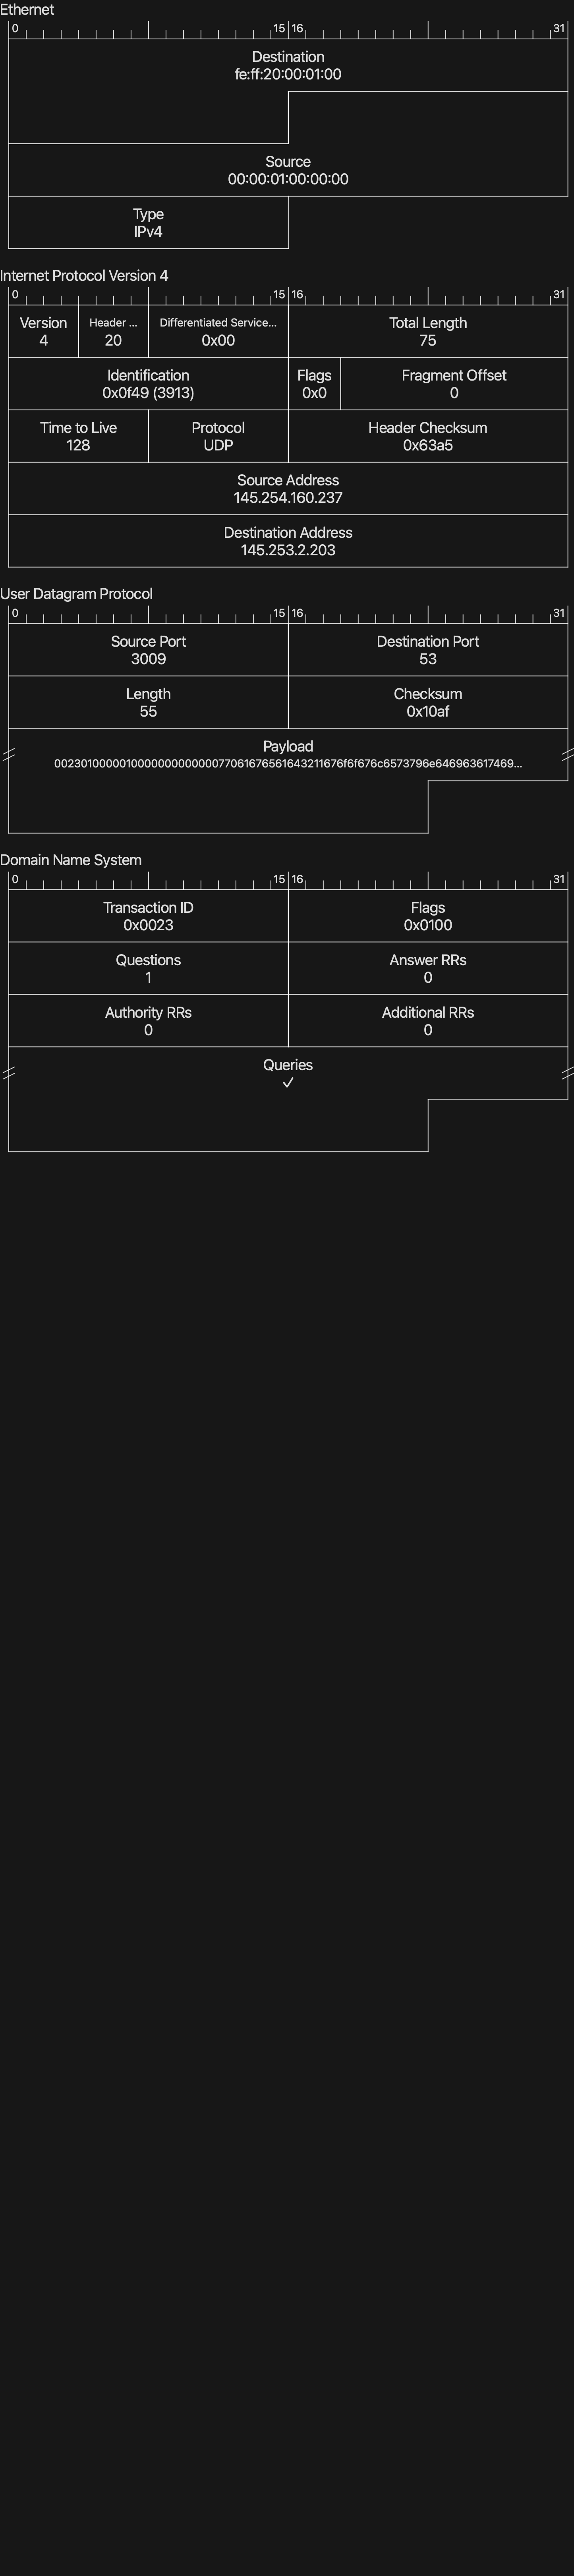 Ethernet
0 15 16 31
Destination
fe:ff:20:00:01:00
Source
00:00:01:00:00:00
Type
IPv4
Internet Protocol Version 4
0 15 16 31
Version Header ... Differentiated Service... Total Length
4 20 0x00 75
Identification Flags Fragment Offset
0x0f49 (3913) 0x0 0
Time to Live Protocol Header Checksum
128 UDP 0x63a5
Source Address
145.254.160.237
Destination Address
145.253.2.203
User Datagram Protocol
0 15 16 31
Source Port Destination Port
3009 53
Length Checksum
55 0x10af
Payload
002301000001000000000000077061676561643211676f6f676c6573796e646963617469...
Domain Name System
0 15 16 31
Transaction ID Flags
0x0023 0x0100
Questions Answer RRs
1 0
Authority RRs Additional RRs
0 0
Queries
✓